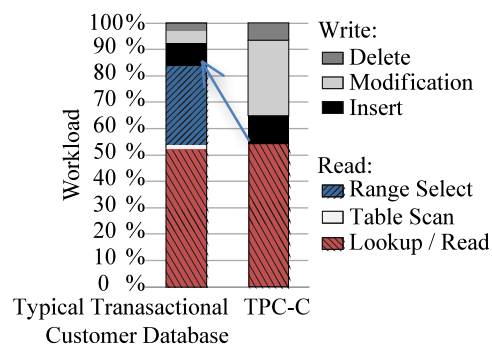 100%
90 %
80 %
70 %
60 %
50 %
40 %
30 %
20 %
10 %
0 %
Workload
Typical Tranasactional
Customer Database
TPC-C
Write:
Delete
Modification
Insert
Read:
Range Select
Table Scan
Lookup / Read